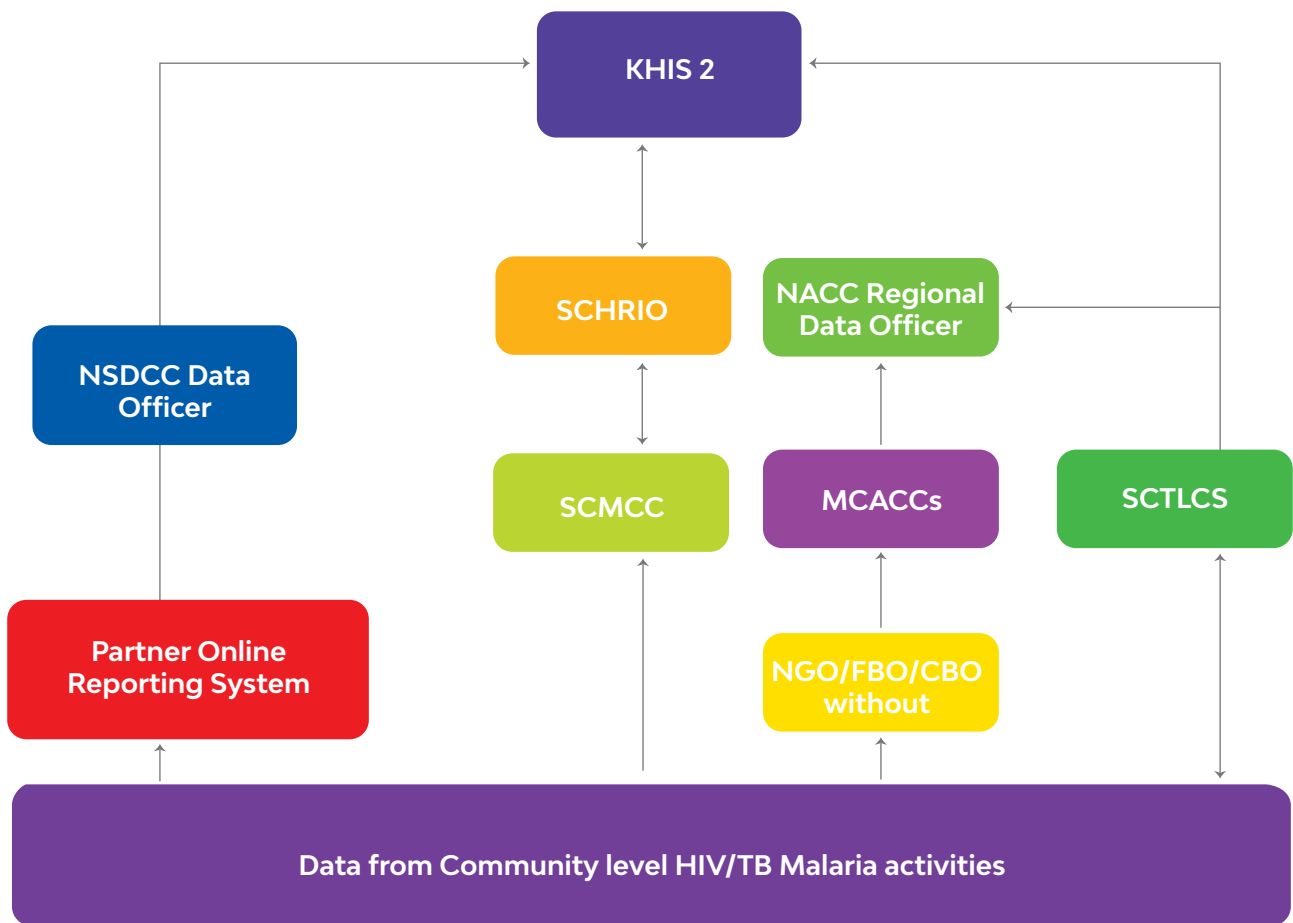 KHIS 2
SCHRIO
NACC Regional
Data Officer
NSDCC Data
Officer
SCMCC
MCACCs
SCTLCS
Partner Online
Reporting System
NGO/FBO/CBO
without
Data from Community level HIV/TB Malaria activities